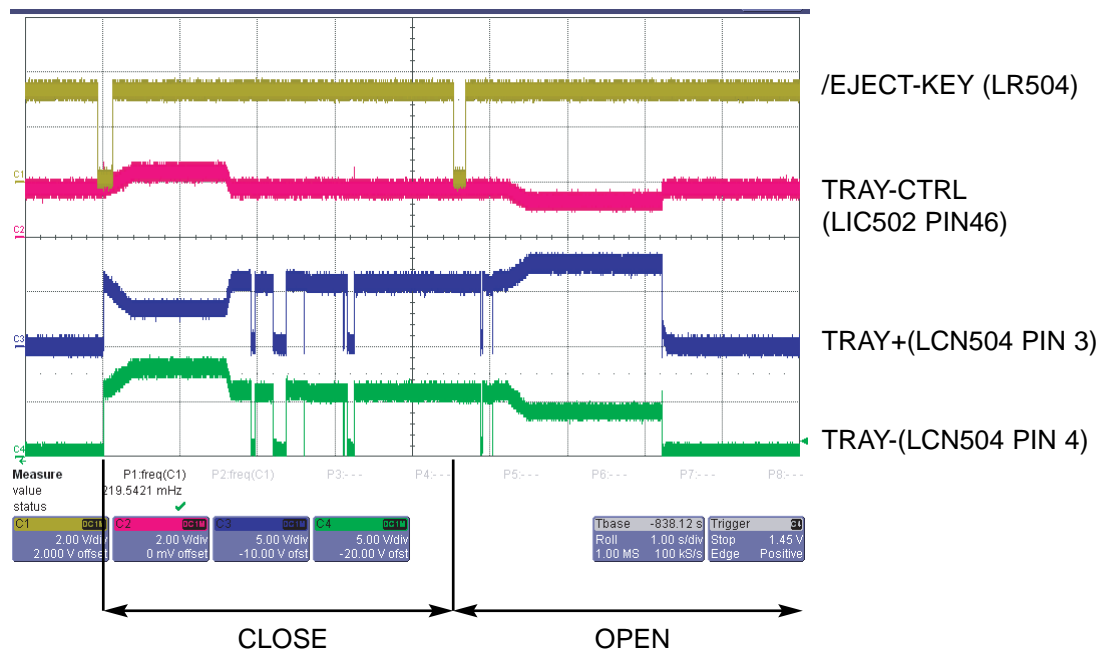 /EJECT-KEY (LR504)
C1
TRAY-CTRL
(LIC502 PIN46)
C2
C3
TRAY+(LCN504 PIN 3)
C4
TRAY-(LCN504 PIN 4)
Measure P1:freq(C1) P2:freq(C1) P3:- - - P4:- - - P5:- - - P6:- - - P7:- - - P8:- - -
value 219.5421 mHz
status
C1 DC1M C2 DC1M C3 DC1M C4 DC1M Tbase -838.12 s Trigger C4
2.00 V/div 2.00 V/div 5.00 V/div 5.00 V/div Roll 1.00 s/div Stop 1.45 V
2.000 V offset 0 mV offset -10.00 V ofst -20.00 V ofst 1.00 MS 100 kS/s Edge Positive
CLOSE OPEN